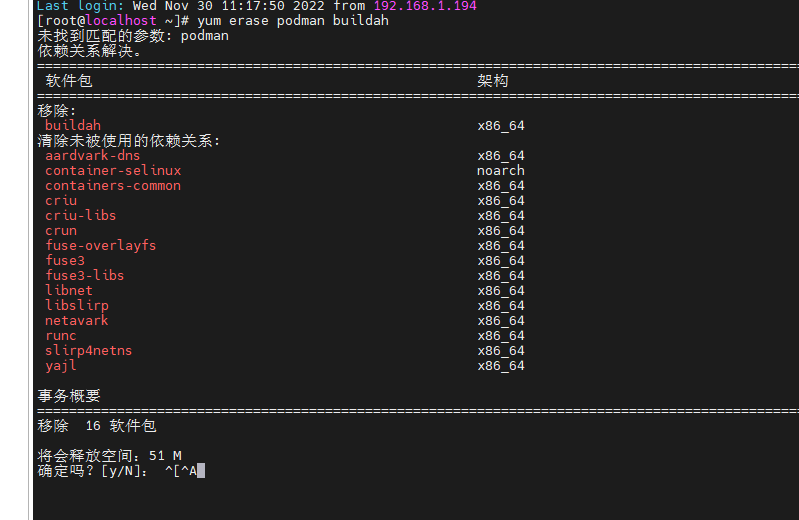 Last login: Wed Nov 30 11:17:50 2022 from 192.168.1.194
[root@localhost ~]# yum erase podman buildah
未找到匹配的参数: podman
依赖关系解决。
================================================================================================
软件包 架构
================================================================================================
移除:
buildah x86_64
清除未被使用的依赖关系:
aardvark-dns x86_64
container-selinux noarch
containers-common x86_64
criu x86_64
criu-libs x86_64
crun x86_64
fuse-overlayfs x86_64
fuse3 x86_64
fuse3-libs x86_64
libnet x86_64
libslirp x86_64
netavark x86_64
runc x86_64
slirp4netns x86_64
yajl x86_64
事务概要
================================================================================================
移除  16 软件包
将会释放空间：51 M
确定吗？[y/N]： ^[^A